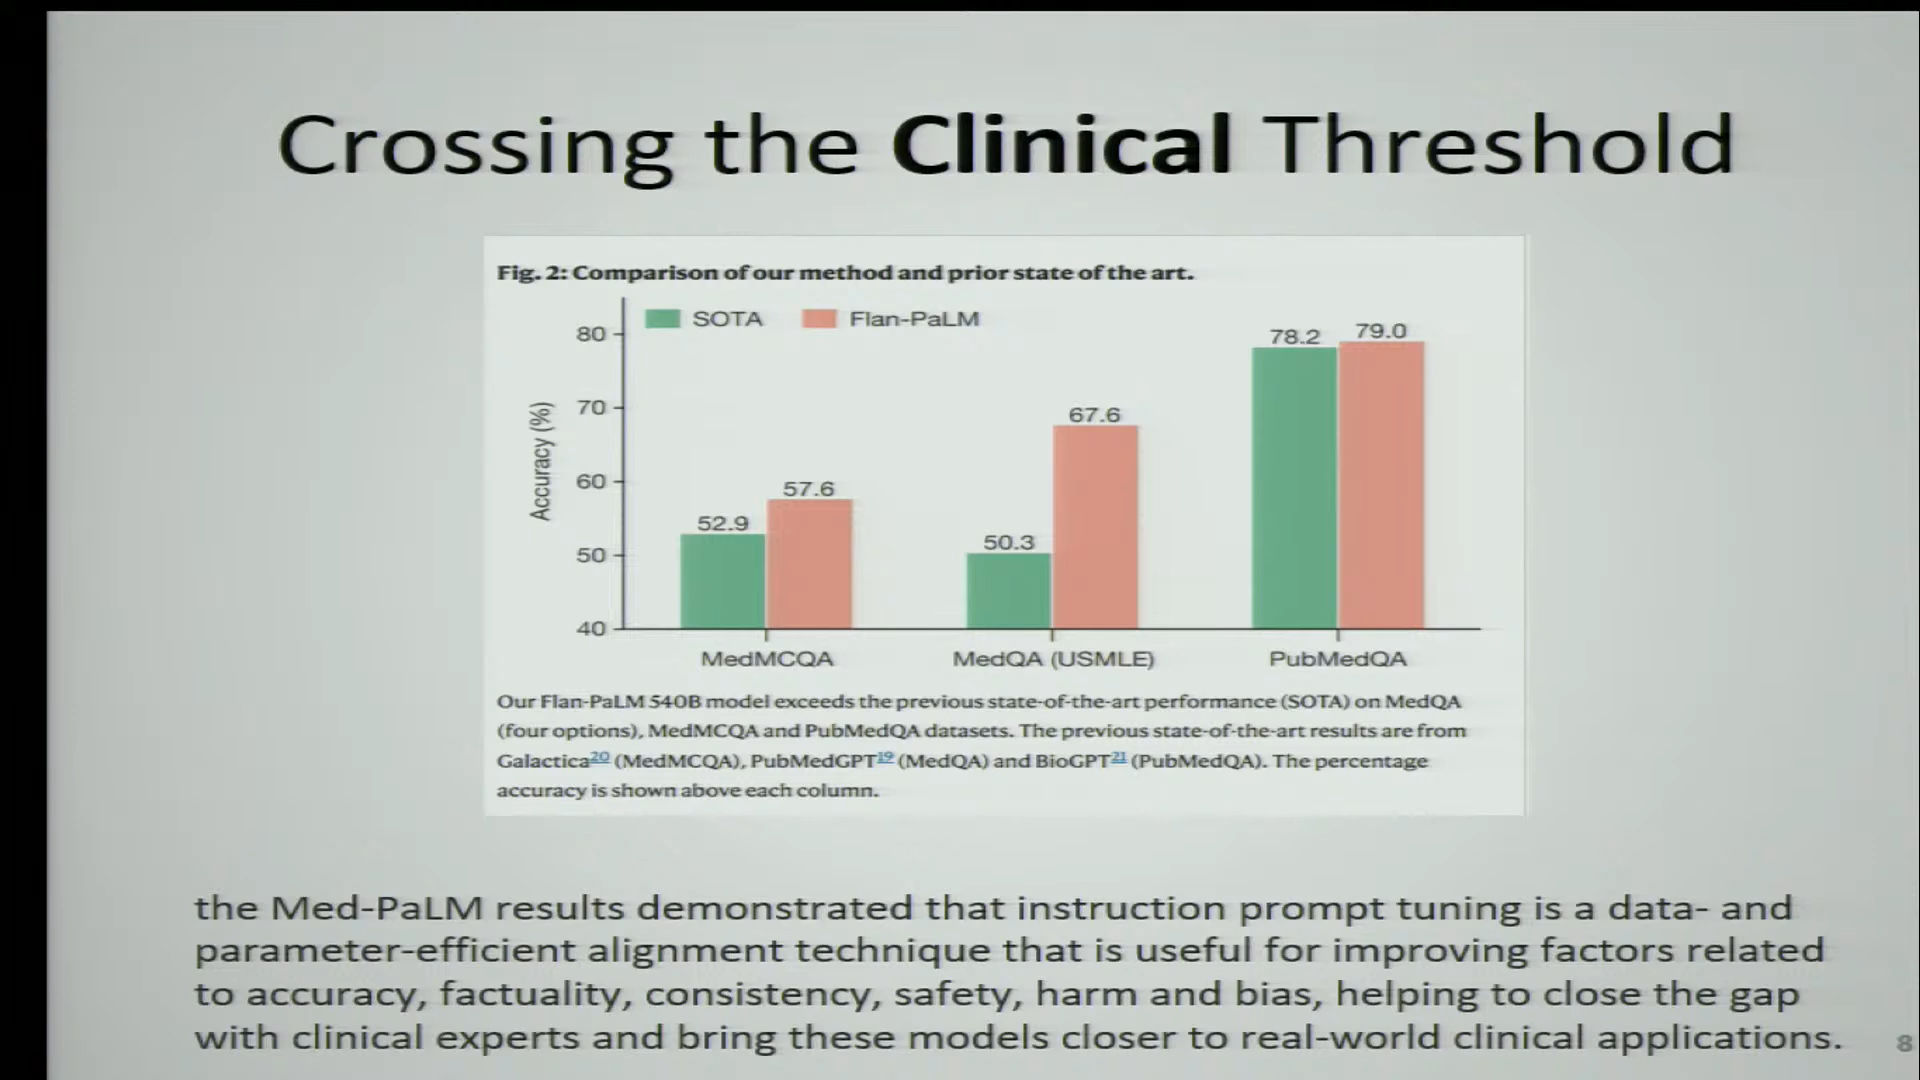 Crossing the Clinical Threshold
Fig. 2: Comparison of our method and prior state of the art.
SOTA Flan-PaLM
Accuracy (%)
80
70
60
50
40
52.9
57.6
50.3
67.6
78.2
79.0
MedMCQA
MedQA (USMLE)
PubMedQA
Our Flan-PaLM 540B model exceeds the previous state-of-the-art performance (SOTA) on MedQA
(four options), MedMCQA and PubMedQA datasets. The previous state-of-the-art results are from
Galactica20 (MedMCQA), PubMedGPT19 (MedQA) and BioGPT21 (PubMedQA). The percentage
accuracy is shown above each column.
the Med-PaLM results demonstrated that instruction prompt tuning is a data- and
parameter-efficient alignment technique that is useful for improving factors related
to accuracy, factuality, consistency, safety, harm and bias, helping to close the gap
with clinical experts and bring these models closer to real-world clinical applications.
8